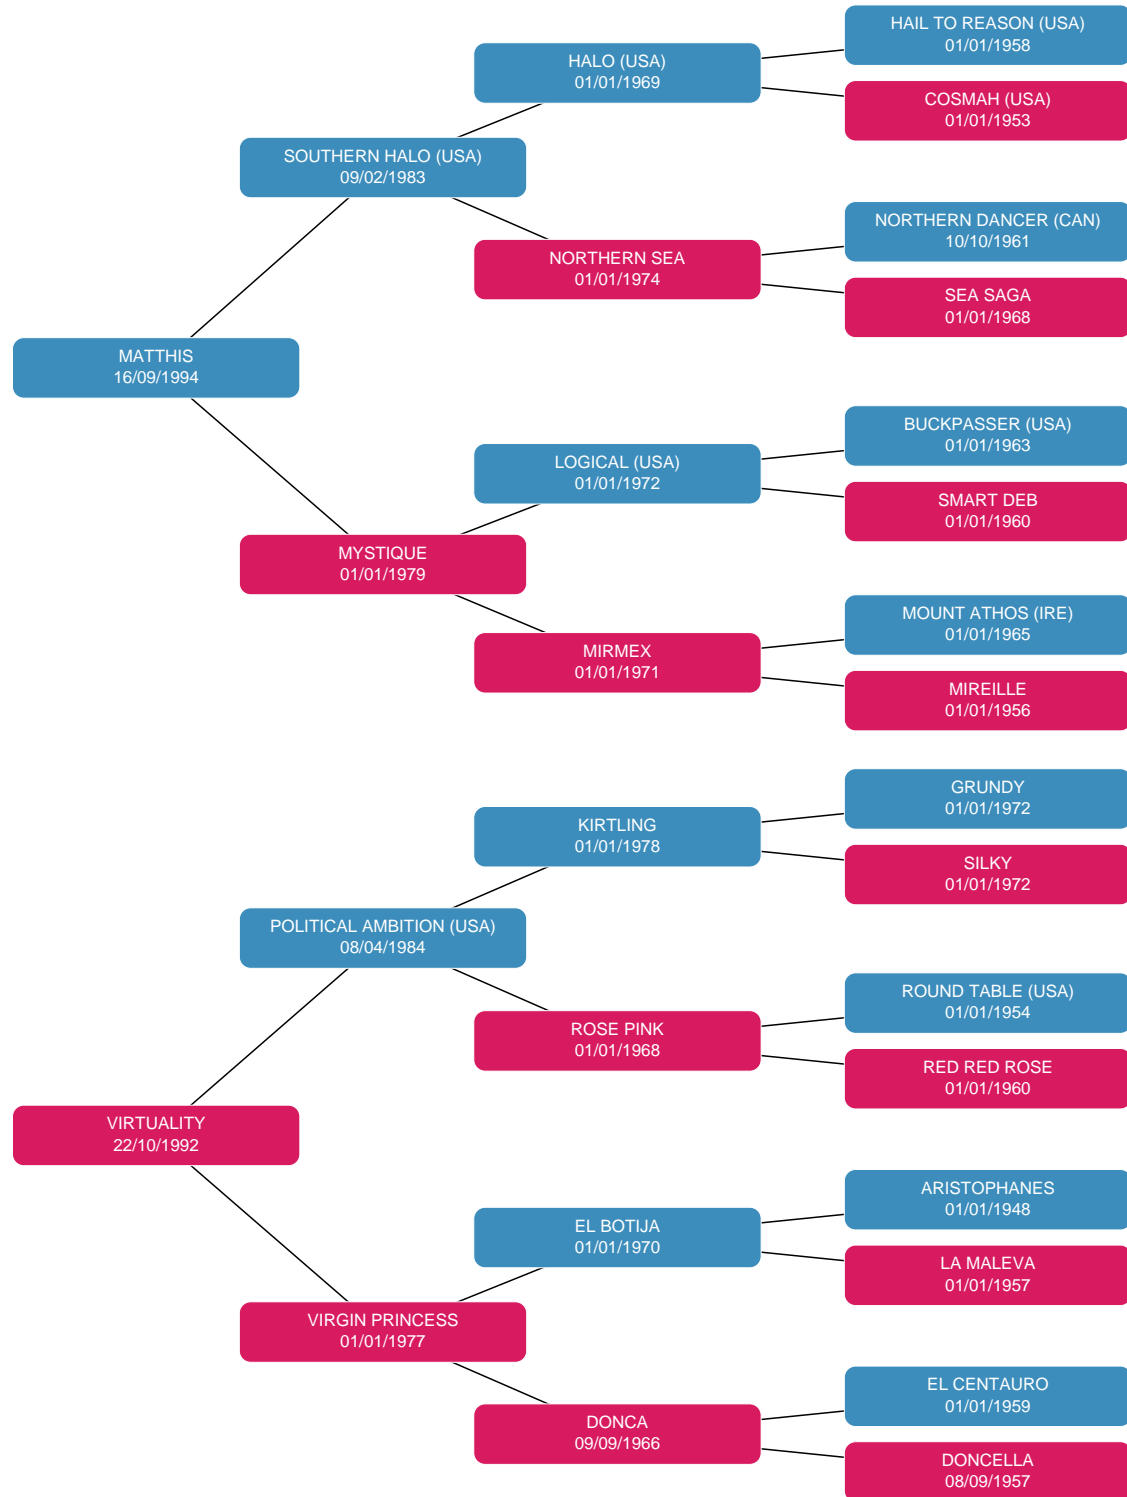 HAIL TO REASON (USA)
01/01/1958
HALO (USA)
01/01/1969
COSMAH (USA)
01/01/1953
SOUTHERN HALO (USA)
09/02/1983
NORTHERN DANCER (CAN)
10/10/1961
NORTHERN SEA
01/01/1974
SEA SAGA
01/01/1968
MATTHIS
16/09/1994
BUCKPASSER (USA)
01/01/1963
LOGICAL (USA)
01/01/1972
SMART DEB
01/01/1960
MYSTIQUE
01/01/1979
MOUNT ATHOS (IRE)
01/01/1965
MIRMEX
01/01/1971
MIREILLE
01/01/1956
GRUNDY
01/01/1972
KIRTLING
01/01/1978
SILKY
01/01/1972
POLITICAL AMBITION (USA)
08/04/1984
ROUND TABLE (USA)
01/01/1954
ROSE PINK
01/01/1968
RED RED ROSE
01/01/1960
VIRTUALITY
22/10/1992
ARISTOPHANES
01/01/1948
EL BOTIJA
01/01/1970
LA MALEVA
01/01/1957
VIRGIN PRINCESS
01/01/1977
EL CENTAURO
01/01/1959
DONCA
09/09/1966
DONCELLA
08/09/1957